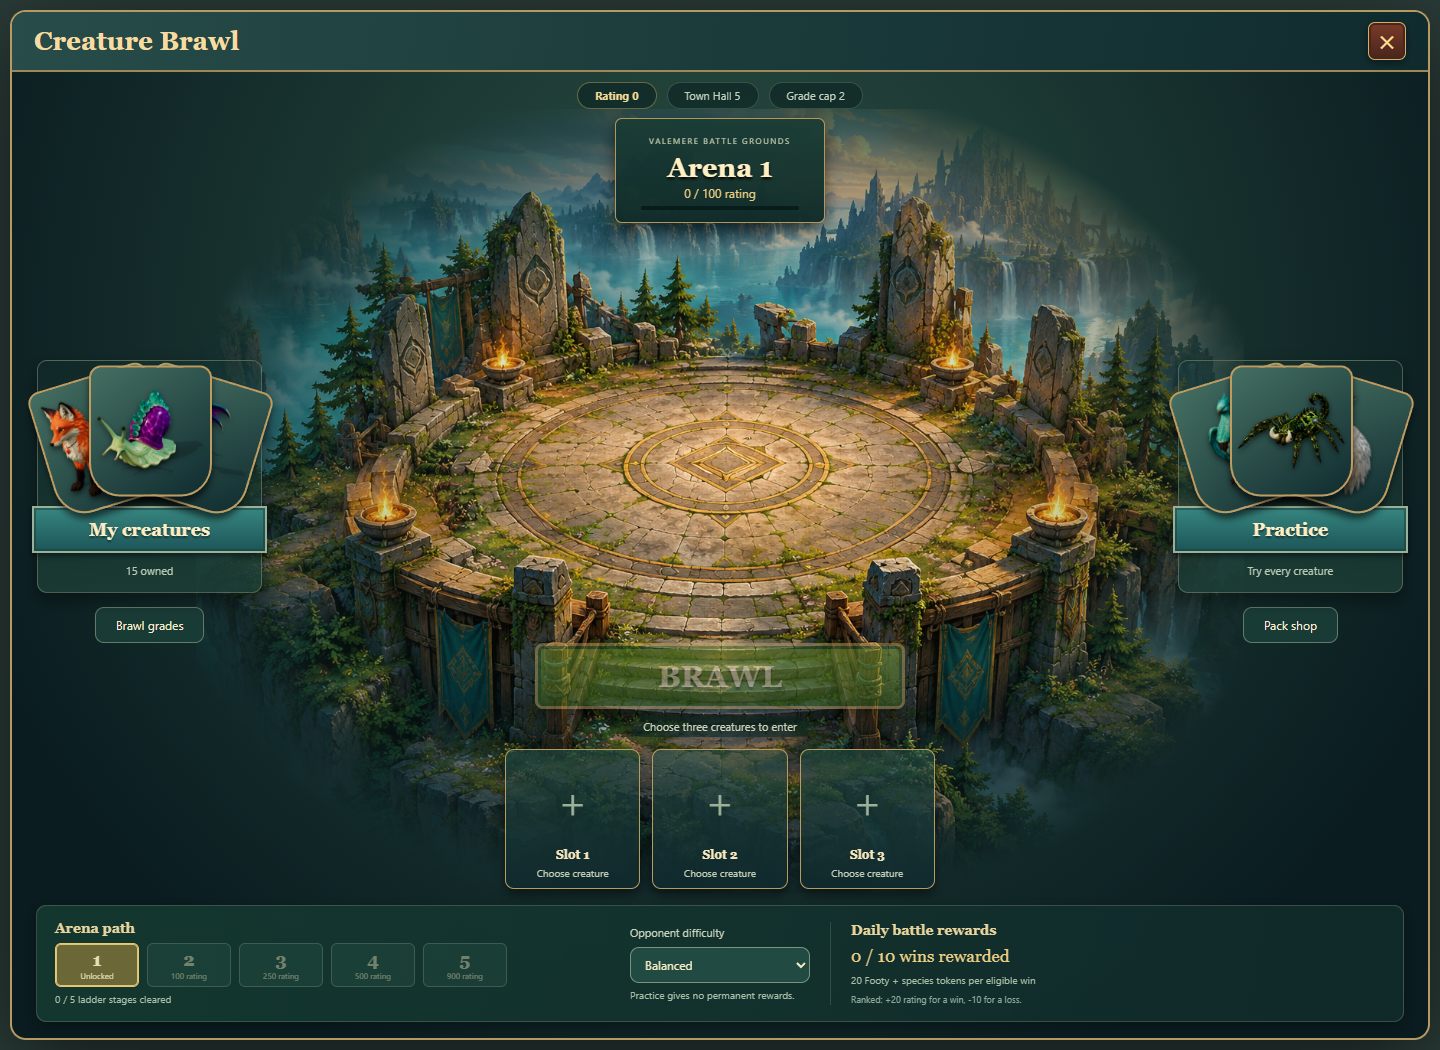 Creature Brawl
Rating 0
Town Hall 5
Grade cap 2
VALEMERE BATTLE GROUNDS
Arena 1
0 / 100 rating
My creatures
15 owned
Brawl grades
Practice
Try every creature
Pack shop
BRAWL
Choose three creatures to enter
Slot 1
Choose creature
Slot 2
Choose creature
Slot 3
Choose creature
Arena path
1
Unlocked
2
100 rating
3
250 rating
4
500 rating
5
900 rating
0 / 5 ladder stages cleared
Opponent difficulty
Balanced
Practice gives no permanent rewards.
Daily battle rewards
0 / 10 wins rewarded
20 Footy + species tokens per eligible win
Ranked: +20 rating for a win, -10 for a loss.